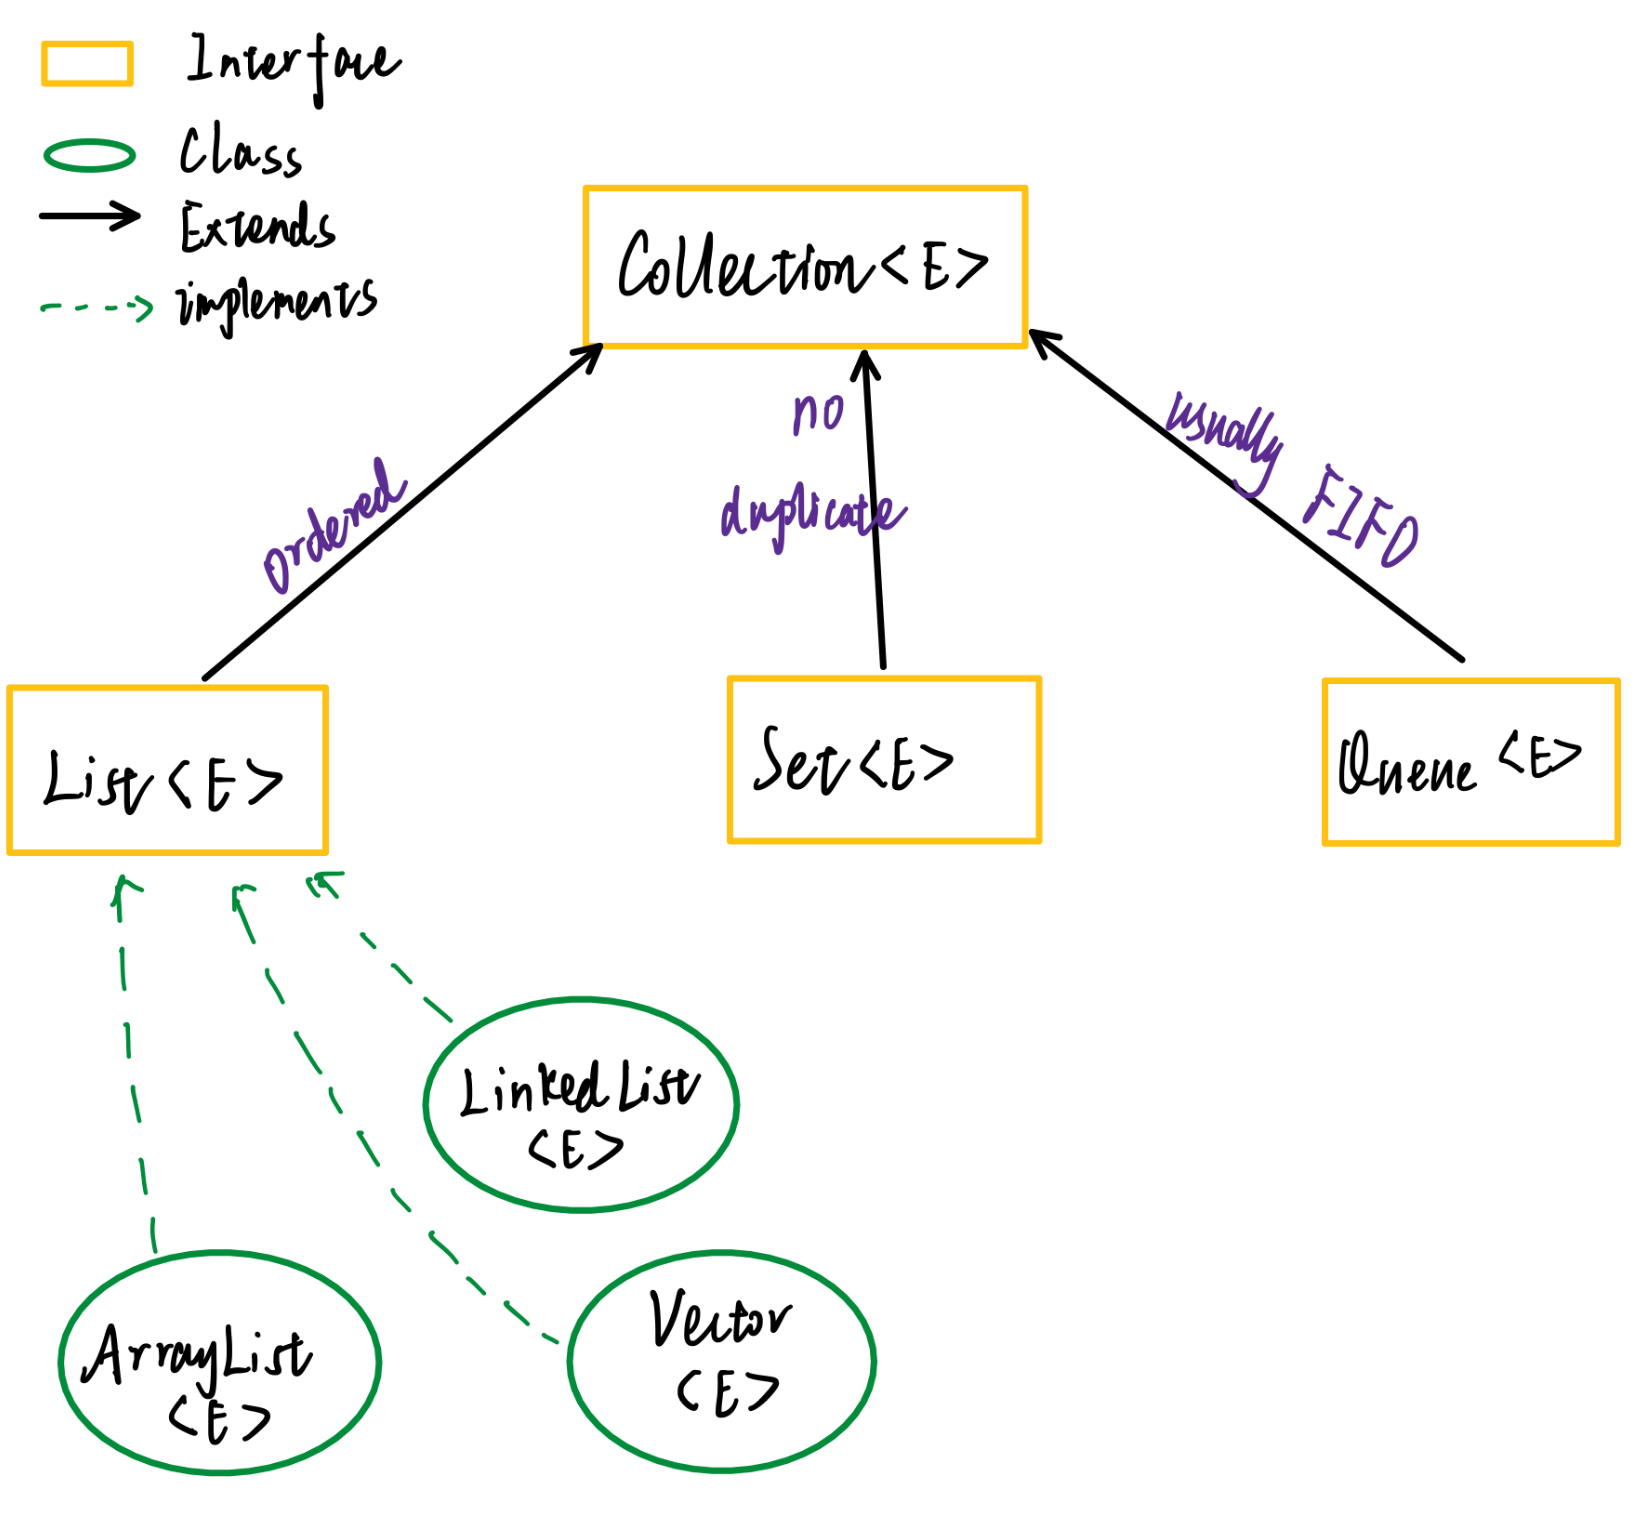 Interface
Class
Extends
implements
Collection<E>
no
duplicate
usually FIFO
ordered
List<E>
Set<E>
Queue <E>
LinkedList
<E>
ArrayList
<E>
Vector
<E>